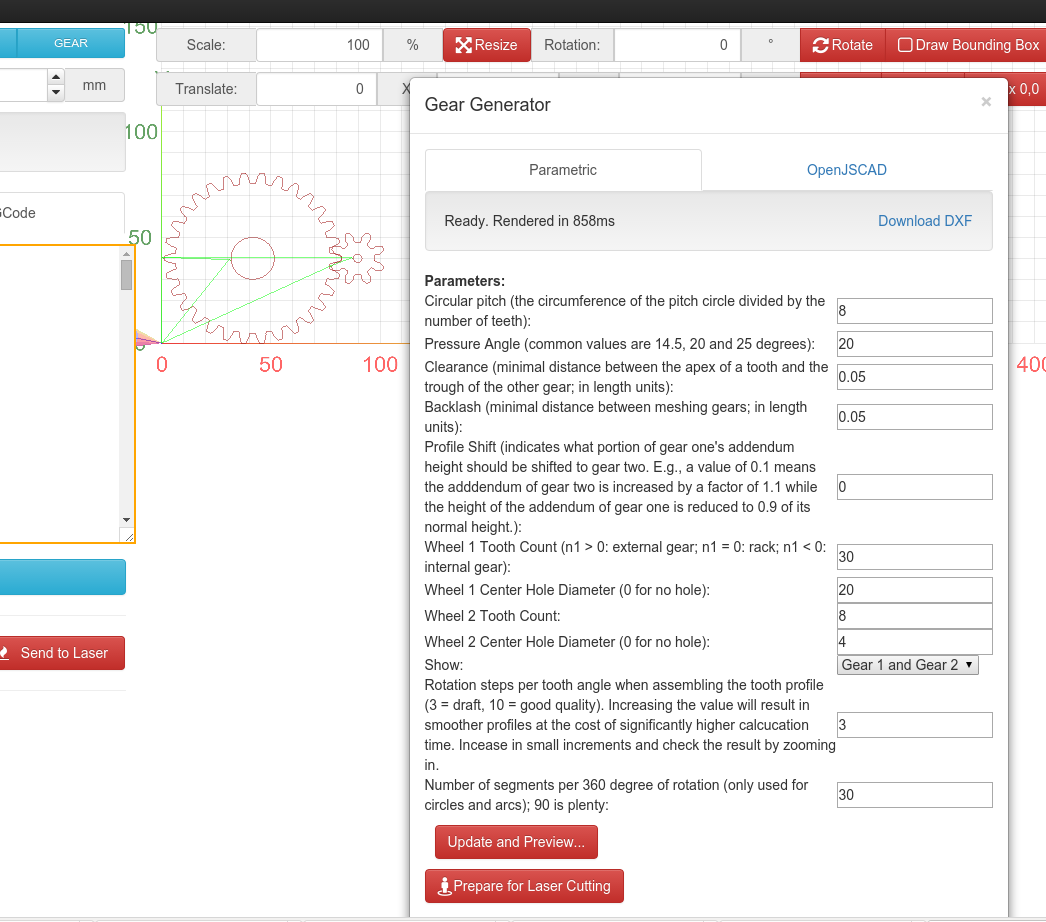 GEAR
Scale: 100 % Resize Rotation: 0 ° Rotate Draw Bounding Box
mm
Translate: 0 X x 0,0
Gear Generator ×
Parametric OpenJSCAD
Ready. Rendered in 858ms Download DXF
GCode
150
100
50
0
0 50 100 400
Parameters:
Circular pitch (the circumference of the pitch circle divided by the
number of teeth): 8
Pressure Angle (common values are 14.5, 20 and 25 degrees): 20
Clearance (minimal distance between the apex of a tooth and the
trough of the other gear; in length units): 0.05
Backlash (minimal distance between meshing gears; in length
units): 0.05
Profile Shift (indicates what portion of gear one's addendum
height should be shifted to gear two. E.g., a value of 0.1 means
the adddendum of gear two is increased by a factor of 1.1 while
the height of the addendum of gear one is reduced to 0.9 of its
normal height.): 0
Wheel 1 Tooth Count (n1 > 0: external gear; n1 = 0: rack; n1 < 0:
internal gear): 30
Wheel 1 Center Hole Diameter (0 for no hole): 20
Wheel 2 Tooth Count: 8
Wheel 2 Center Hole Diameter (0 for no hole): 4
Show: Gear 1 and Gear 2
Rotation steps per tooth angle when assembling the tooth profile
(3 = draft, 10 = good quality). Increasing the value will result in
smoother profiles at the cost of significantly higher calcucation
time. Incease in small increments and check the result by zooming
in. 3
Number of segments per 360 degree of rotation (only used for
circles and arcs); 90 is plenty: 30
Update and Preview...
Prepare for Laser Cutting
Send to Laser